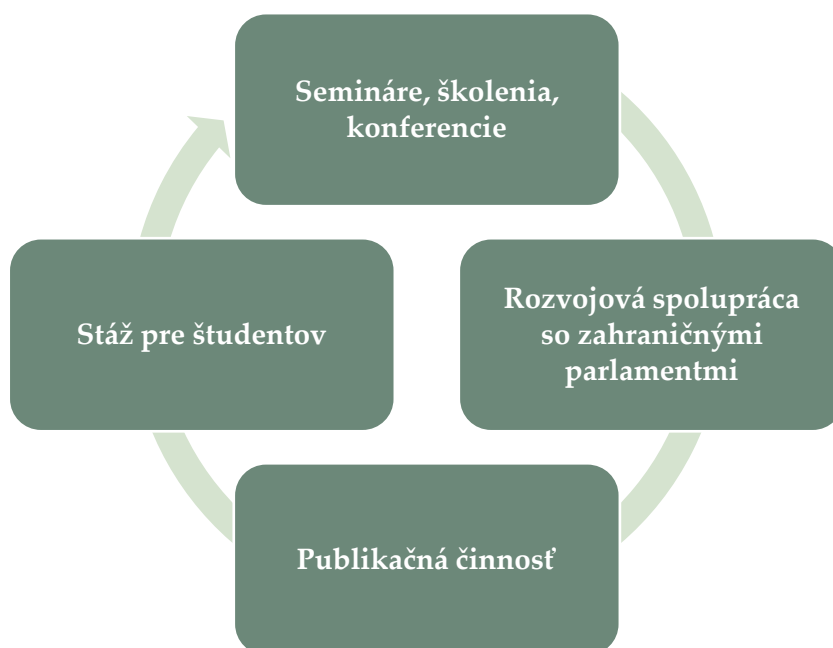 Semináre, školenia,
konferencie
Rozvojová spolupráca
so zahraničnými
parlamentmi
Publikačná činnosť
Stáž pre študentov